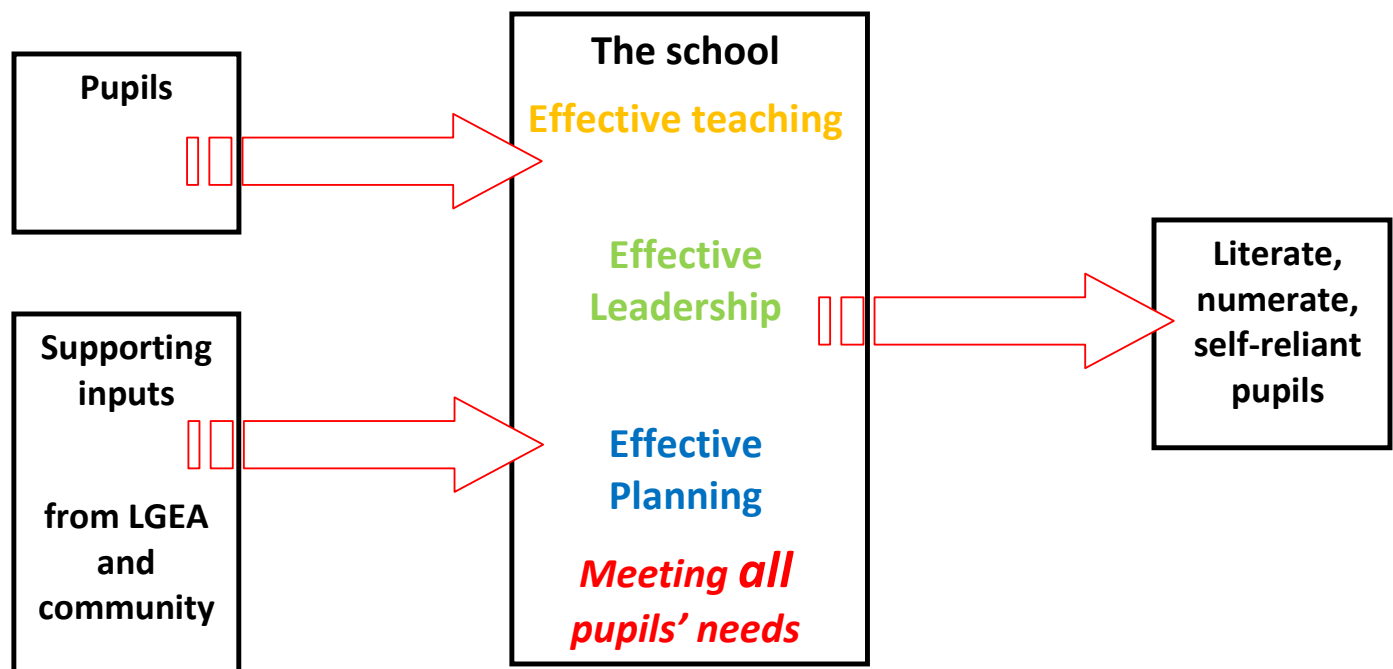 Pupils
Supporting
inputs
from LGEA
and
community
The school
Effective teaching
Effective
Leadership
Effective
Planning
Meeting all
pupils’ needs
Literate,
numerate,
self-reliant
pupils